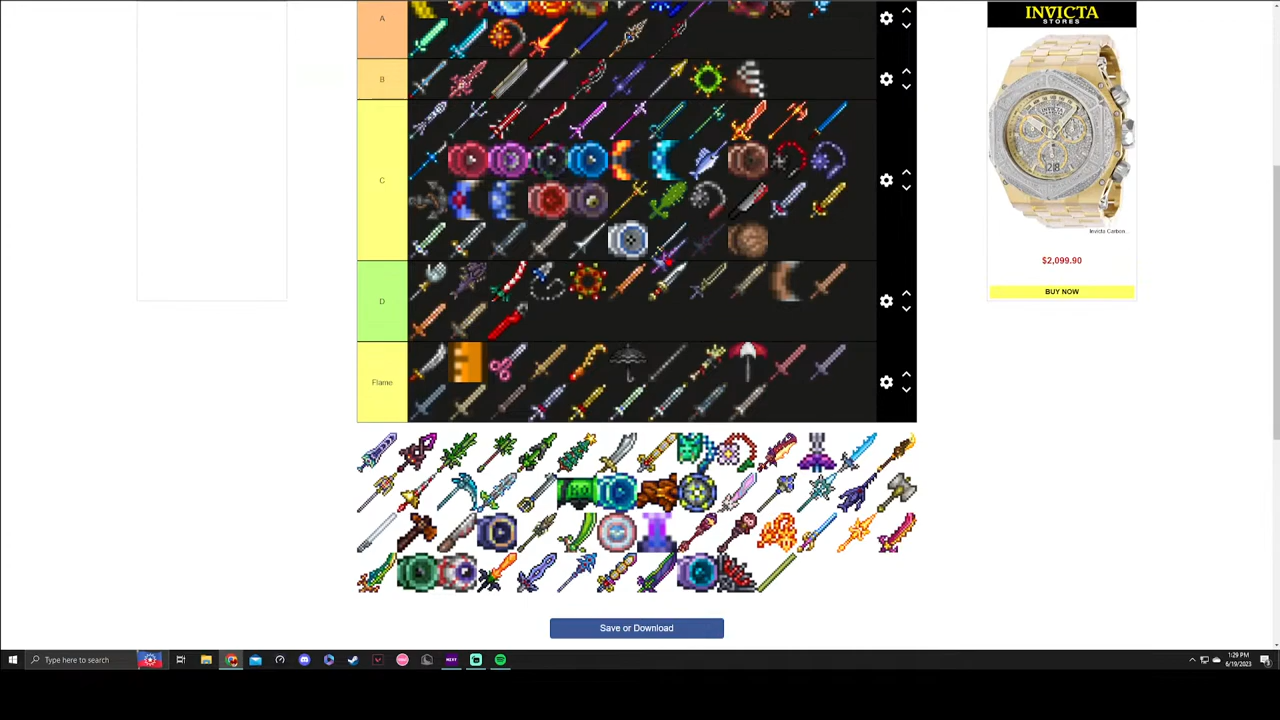 A
INVICTA
STORES
B
C
Invicta Carbon...
$2,099.90
BUY NOW
D
Flame
Save or Download
Type here to search
1:29 PM
6/19/2023